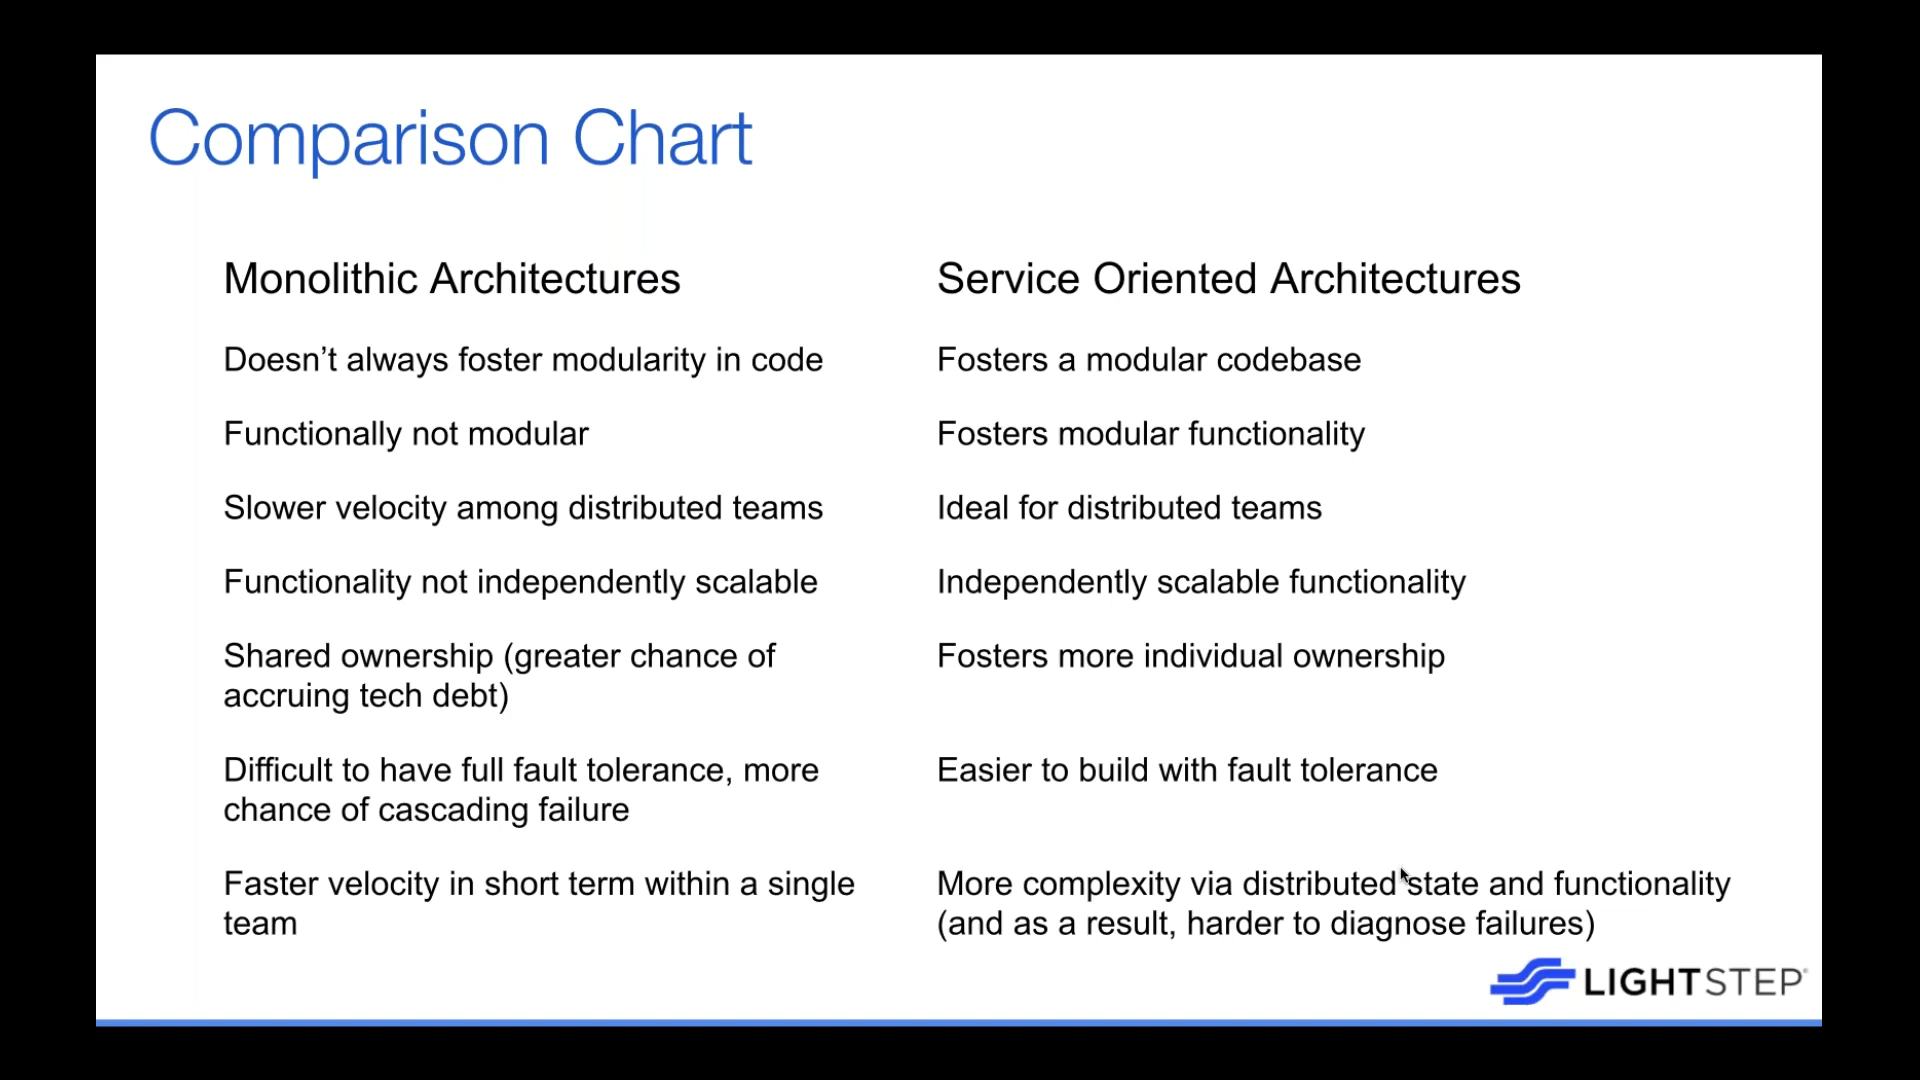 Comparison Chart
Monolithic Architectures
Service Oriented Architectures
Doesn’t always foster modularity in code
Fosters a modular codebase
Functionally not modular
Fosters modular functionality
Slower velocity among distributed teams
Ideal for distributed teams
Functionality not independently scalable
Independently scalable functionality
Shared ownership (greater chance of
accruing tech debt)
Fosters more individual ownership
Difficult to have full fault tolerance, more
chance of cascading failure
Easier to build with fault tolerance
Faster velocity in short term within a single
team
More complexity via distributed state and functionality
(and as a result, harder to diagnose failures)
LIGHTSTEP